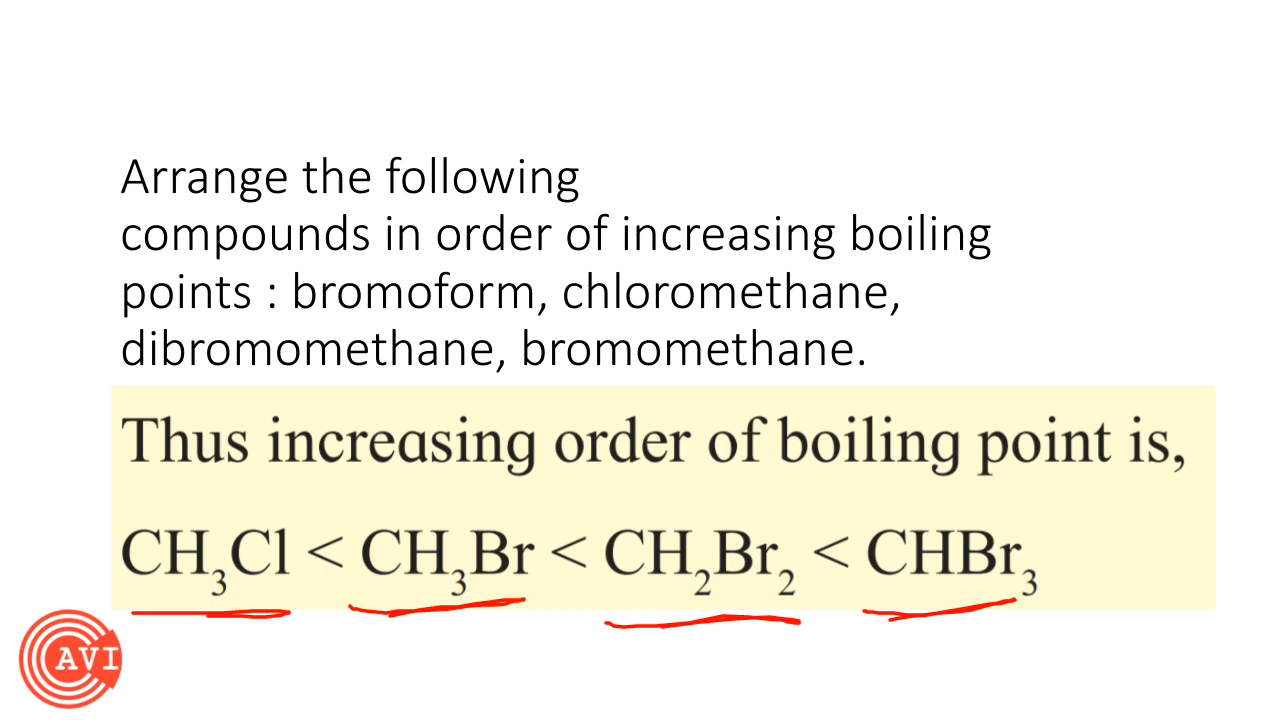 Arrange the following
compounds in order of increasing boiling
points : bromoform, chloromethane,
dibromomethane, bromomethane.
Thus increasing order of boiling point is,
CH₃Cl < CH₃Br < CH₂Br₂ < CHBr₃
AVI